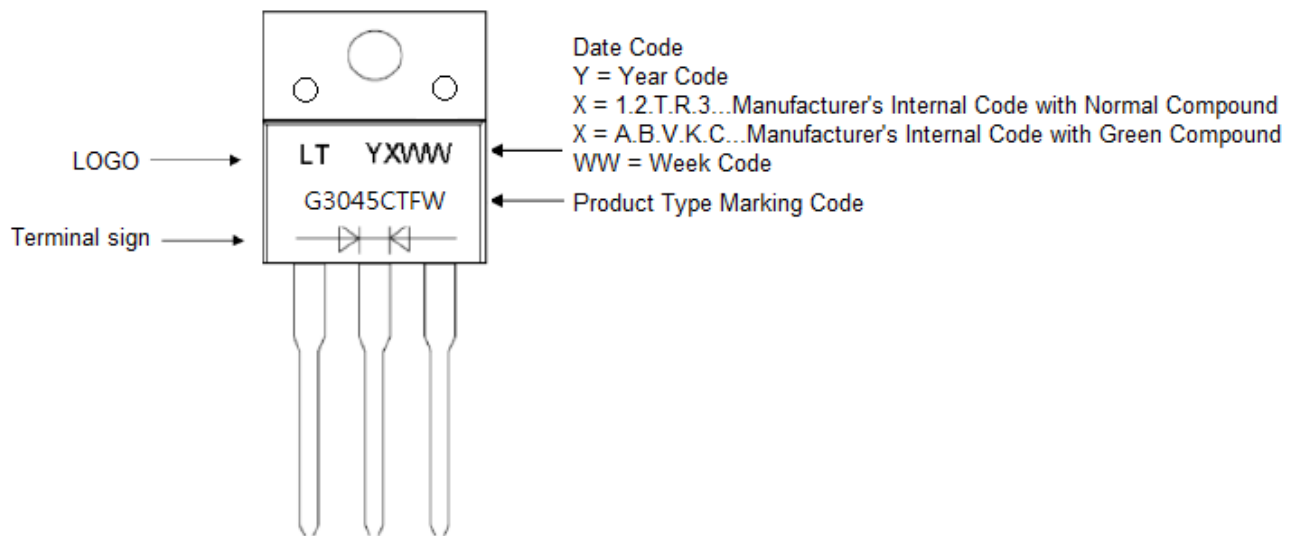 Date Code
Y = Year Code
X = 1.2.T.R.3...Manufacturer's Internal Code with Normal Compound
X = A.B.V.K.C...Manufacturer's Internal Code with Green Compound
WW = Week Code
LOGO
LT YXWW
G3045CTFW
Product Type Marking Code
Terminal sign